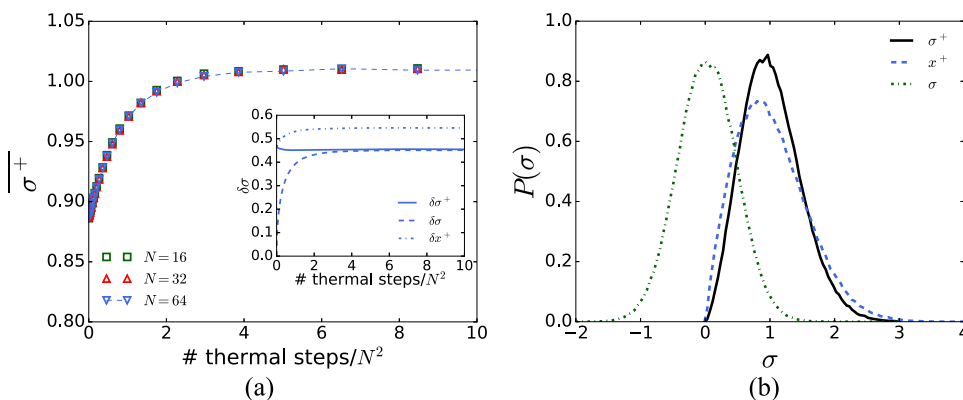 1.05
1.00
0.95
0.90
0.85
0.80
σ⁺
N=16
N=32
N=64
0 2 4 6 8 10
# thermal steps/N²
0.6
0.5
0.4
0.3
0.2
0.1
0.0
δσ
δσ⁺
δσ
δx⁺
0 2 4 6 8 10
# thermal steps/N²
(a)
1.0
0.8
0.6
0.4
0.2
0.0
P(σ)
σ⁺
x⁺
σ
−2 −1 0 1 2 3 4
σ
(b)